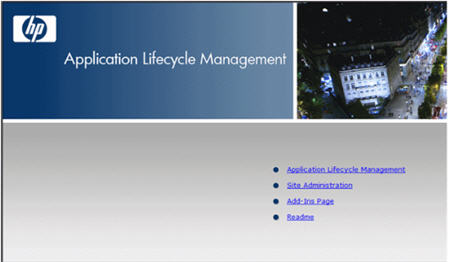 hp
Application Lifecycle Management
Application Lifecycle Management
Site Administration
Add-Ins Page
Readme